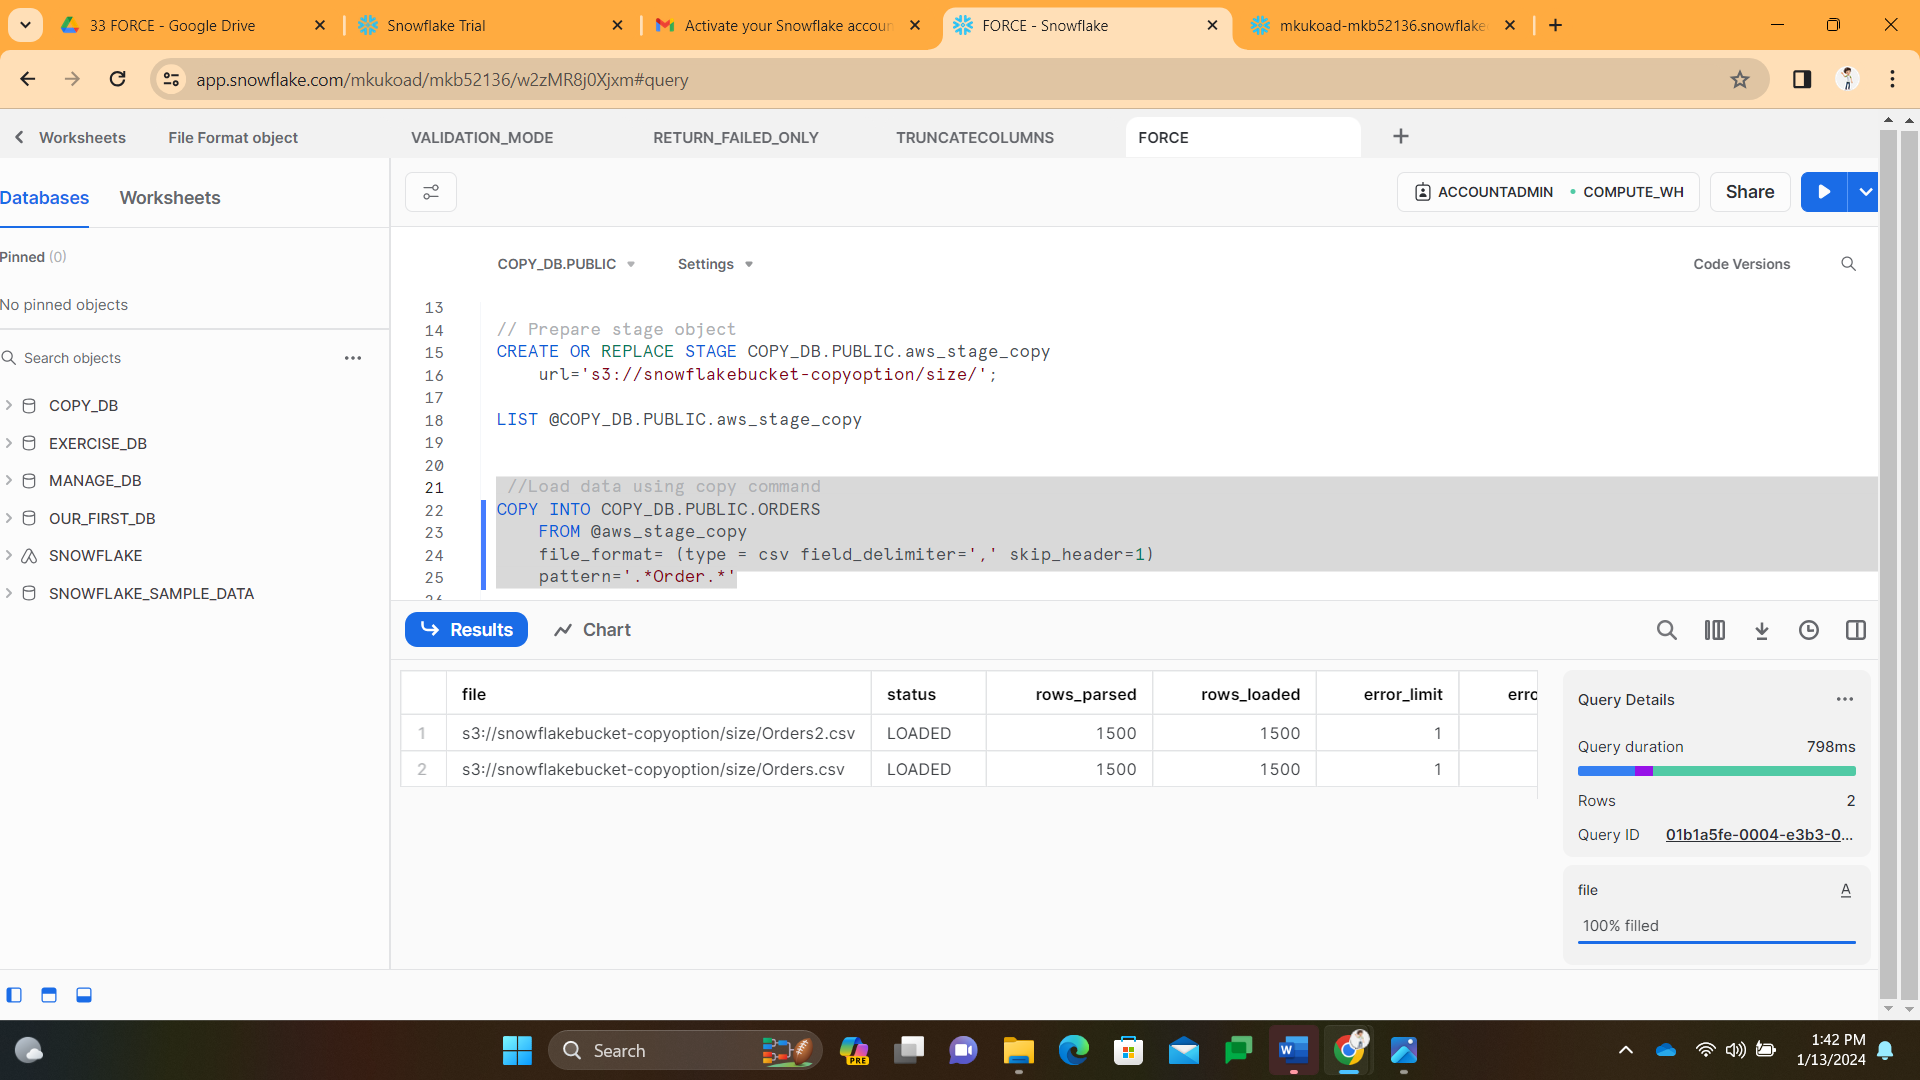 33 FORCE - Google Drive
Snowflake Trial
Activate your Snowflake accoun
FORCE - Snowflake
mkukoad-mkb52136.snowflake
app.snowflake.com/mkukoad/mkb52136/w2zMR8j0Xjxm#query
Worksheets
File Format object
VALIDATION_MODE
RETURN_FAILED_ONLY
TRUNCATECOLUMNS
FORCE
Databases
Worksheets
ACCOUNTADMIN
COMPUTE_WH
Share
Pinned (0)
No pinned objects
Search objects
COPY_DB
EXERCISE_DB
MANAGE_DB
OUR_FIRST_DB
SNOWFLAKE
SNOWFLAKE_SAMPLE_DATA
COPY_DB.PUBLIC
Settings
Code Versions
13
14 // Prepare stage object
15 CREATE OR REPLACE STAGE COPY_DB.PUBLIC.aws_stage_copy
16 url='s3://snowflakebucket-copyoption/size/';
17
18 LIST @COPY_DB.PUBLIC.aws_stage_copy
19
20
21 //Load data using copy command
22 COPY INTO COPY_DB.PUBLIC.ORDERS
23 FROM @aws_stage_copy
24 file_format= (type = csv field_delimiter=',' skip_header=1)
25 pattern='.*Order.*'
Results
Chart
file status rows_parsed rows_loaded error_limit erro
1 s3://snowflakebucket-copyoption/size/Orders2.csv LOADED 1500 1500 1
2 s3://snowflakebucket-copyoption/size/Orders.csv LOADED 1500 1500 1
Query Details
Query duration 798ms
Rows 2
Query ID 01b1a5fe-0004-e3b3-0...
file A
100% filled
Search
PRE
1:42 PM
1/13/2024